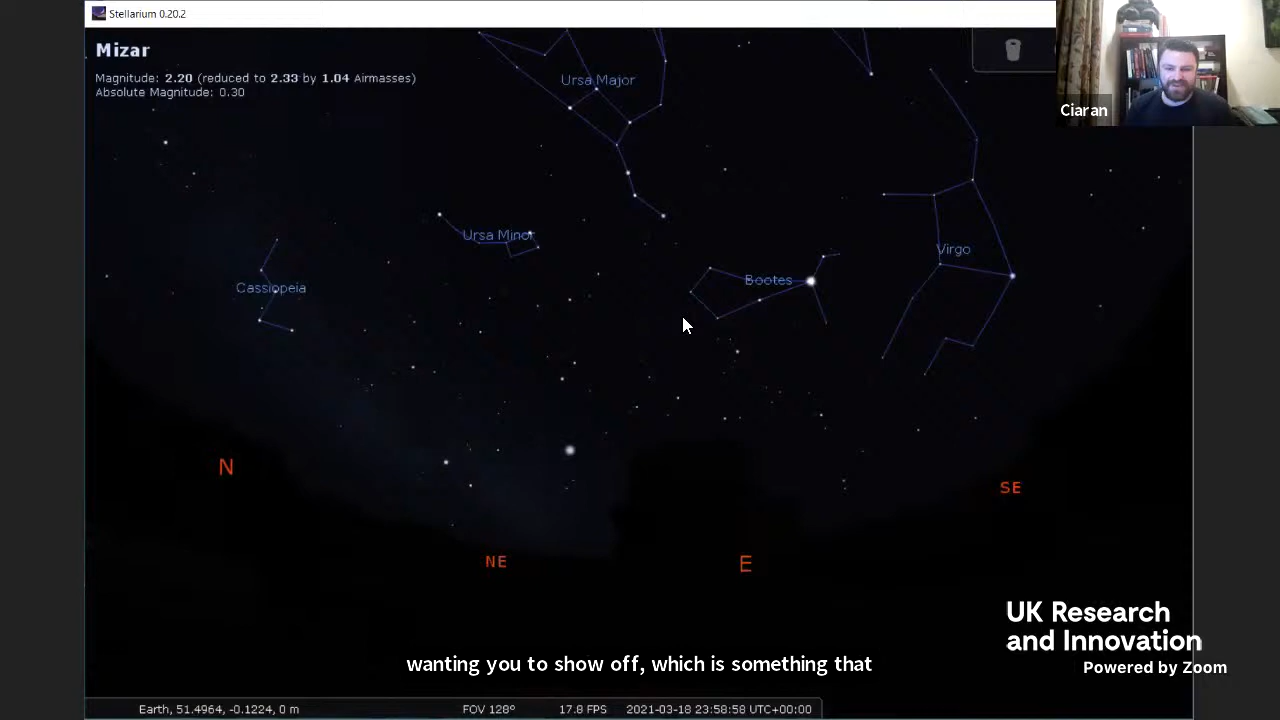 Stellarium 0.20.2
Mizar
Magnitude: 2.20 (reduced to 2.33 by 1.04 Airmasses)
Absolute Magnitude: 0.30
Ciaran
Ursa Major
Ursa Minor
Virgo
Bootes
Cassiopeia
N
SE
NE
E
UK Research
and Innovation
wanting you to show off, which is something that
Powered by Zoom
Earth, 51.4964, -0.1224, 0 m
FOV 128°
17.8 FPS
2021-03-18 23:58:58 UTC+00:00